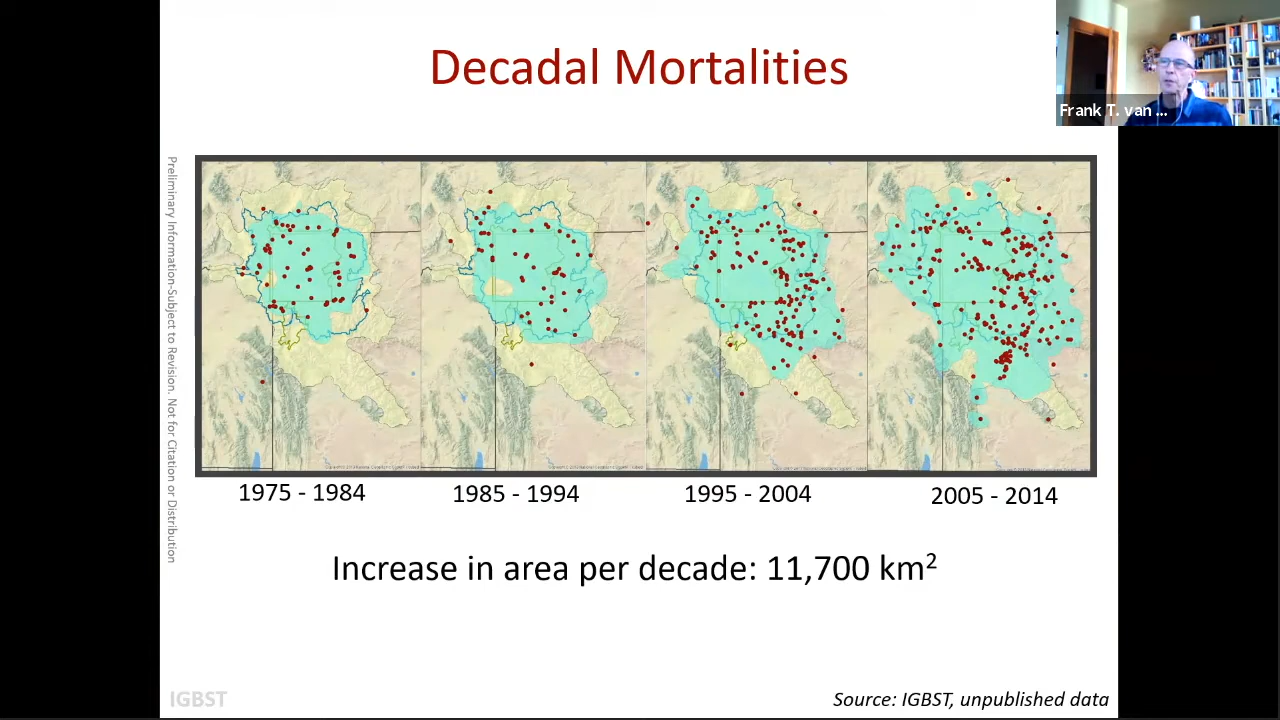 Decadal Mortalities
Frank T. van ...
Preliminary Information-Subject to Revision. Not for Citation or Distribution
1975 - 1984
1985 - 1994
1995 - 2004
2005 - 2014
Increase in area per decade: 11,700 km²
IGBST
Source: IGBST, unpublished data